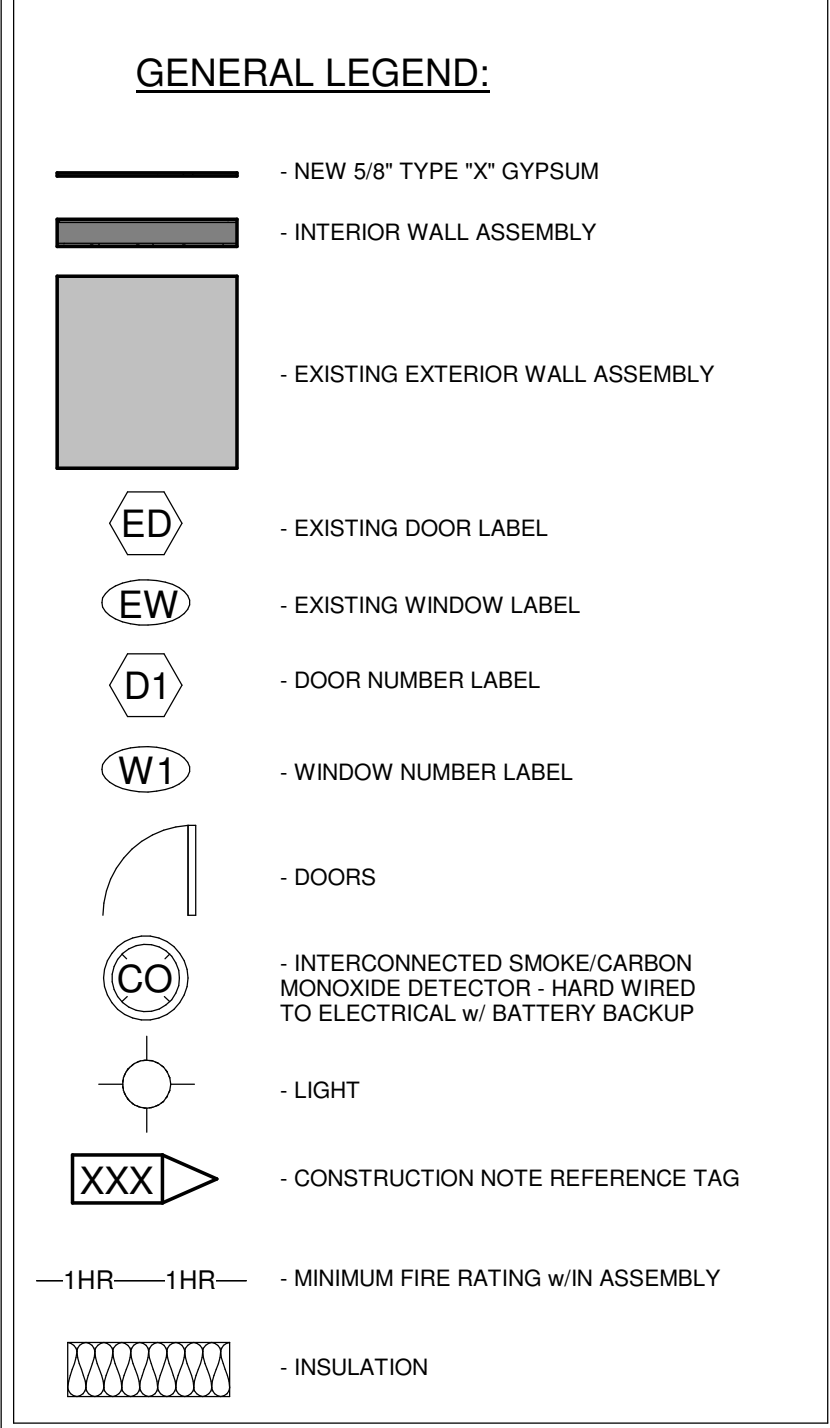 GENERAL LEGEND:
- NEW 5/8" TYPE "X" GYPSUM
- INTERIOR WALL ASSEMBLY
- EXISTING EXTERIOR WALL ASSEMBLY
ED - EXISTING DOOR LABEL
EW - EXISTING WINDOW LABEL
D1 - DOOR NUMBER LABEL
W1 - WINDOW NUMBER LABEL
- DOORS
CO - INTERCONNECTED SMOKE/CARBON
MONOXIDE DETECTOR - HARD WIRED
TO ELECTRICAL w/ BATTERY BACKUP
- LIGHT
XXX - CONSTRUCTION NOTE REFERENCE TAG
1HR 1HR - MINIMUM FIRE RATING w/IN ASSEMBLY
- INSULATION